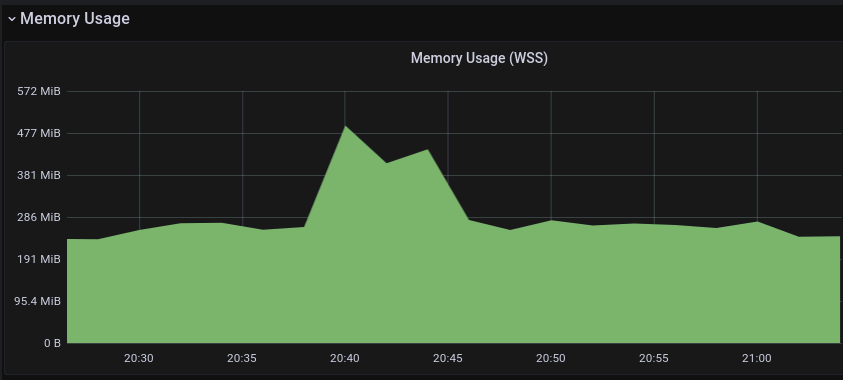 Memory Usage
Memory Usage (WSS)
572 MiB
477 MiB
381 MiB
286 MiB
191 MiB
95.4 MiB
0 B
20:30 20:35 20:40 20:45 20:50 20:55 21:00